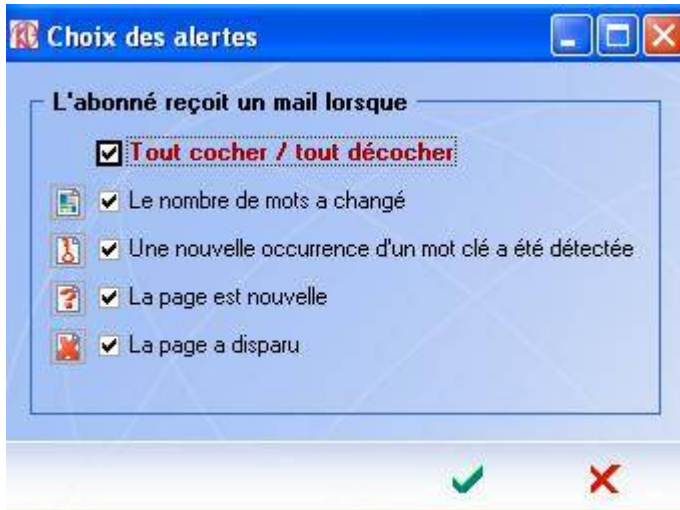 Choix des alertes
L'abonné reçoit un mail lorsque
Tout cocher / tout décocher
Le nombre de mots a changé
Une nouvelle occurrence d'un mot clé a été détectée
La page est nouvelle
La page a disparu